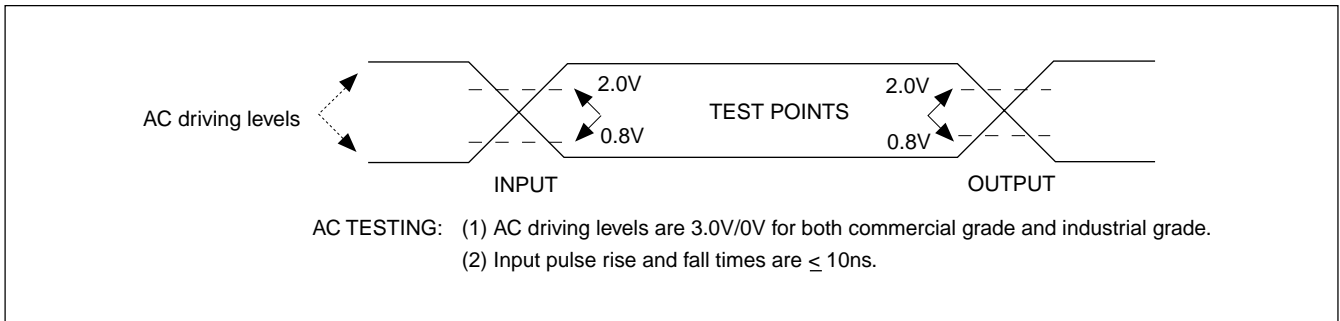 2.0V
2.0V
AC driving levels
TEST POINTS
0.8V
0.8V
INPUT
OUTPUT
AC TESTING: (1) AC driving levels are 3.0V/0V for both commercial grade and industrial grade.
(2) Input pulse rise and fall times are ≤ 10ns.